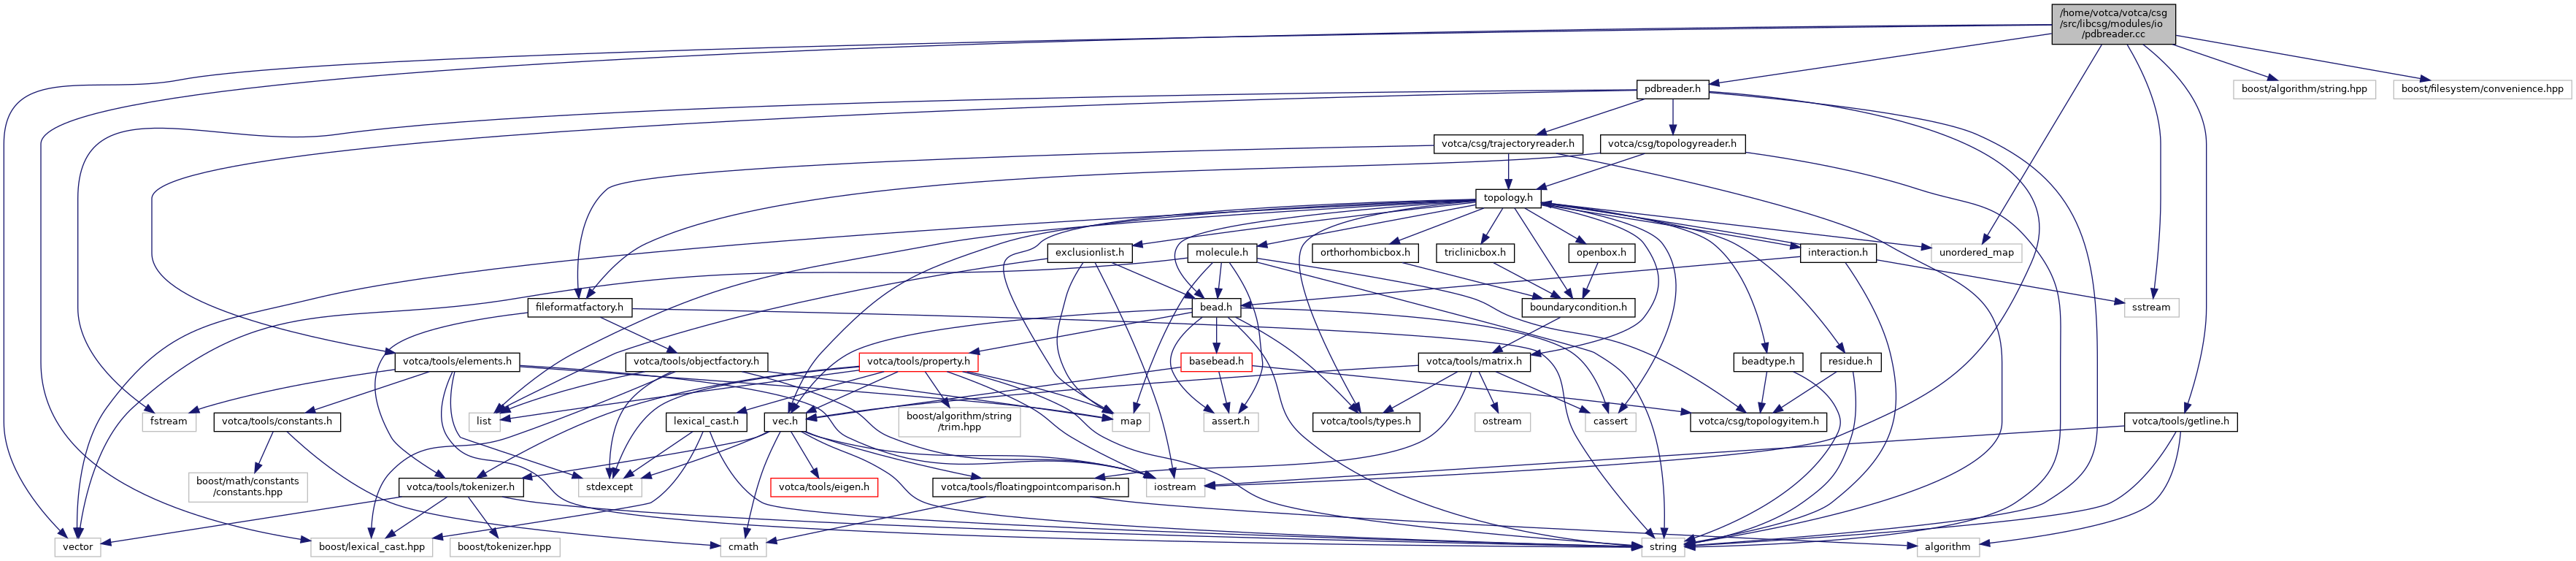 /home/votca/votca/csg
/src/libcsg/modules/io
/pdbreader.cc
pdbreader.h
boost/algorithm/string.hpp
boost/filesystem/convenience.hpp
votca/csg/trajectoryreader.h
votca/csg/topologyreader.h
topology.h
exclusionlist.h
molecule.h
orthorhombicbox.h
triclinicbox.h
openbox.h
interaction.h
unordered_map
fileformatfactory.h
bead.h
boundarycondition.h
sstream
votca/tools/elements.h
votca/tools/objectfactory.h
votca/tools/property.h
basebead.h
votca/tools/matrix.h
beadtype.h
residue.h
fstream
votca/tools/constants.h
list
lexical_cast.h
vec.h
boost/algorithm/string
/trim.hpp
map
assert.h
votca/tools/types.h
ostream
cassert
votca/csg/topologyitem.h
votca/tools/getline.h
boost/math/constants
/constants.hpp
votca/tools/tokenizer.h
stdexcept
votca/tools/eigen.h
votca/tools/floatingpointcomparison.h
iostream
vector
boost/lexical_cast.hpp
boost/tokenizer.hpp
cmath
string
algorithm